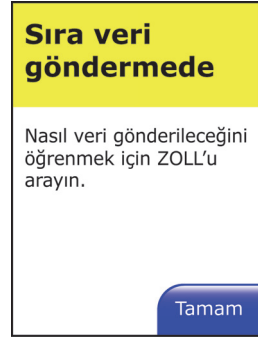 Sıra veri
göndermede
Nasıl veri gönderileceğini
öğrenmek için ZOLL’u
arayın.
Tamam